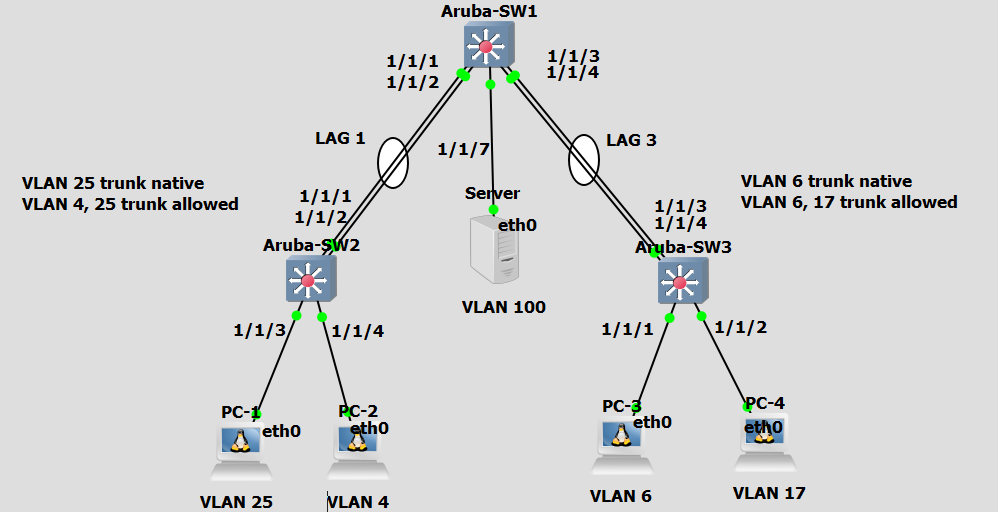 Aruba-SW1
1/1/1
1/1/2
1/1/3
1/1/4
LAG 1
1/1/7
LAG 3
VLAN 25 trunk native
VLAN 4, 25 trunk allowed
VLAN 6 trunk native
VLAN 6, 17 trunk allowed
1/1/1
1/1/2
Server
eth0
1/1/3
1/1/4
Aruba-SW2
Aruba-SW3
VLAN 100
1/1/3
1/1/4
1/1/1
1/1/2
PC-1
eth0
PC-2
eth0
PC-3
eth0
PC-4
eth0
VLAN 25
VLAN 4
VLAN 6
VLAN 17